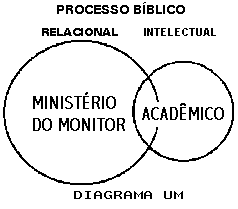 PROCESSO BÍBLICO
RELACIONAL INTELECTUAL
MINISTÉRIO
DO MONITOR
ACADÊMICO
DIAGRAMA UM